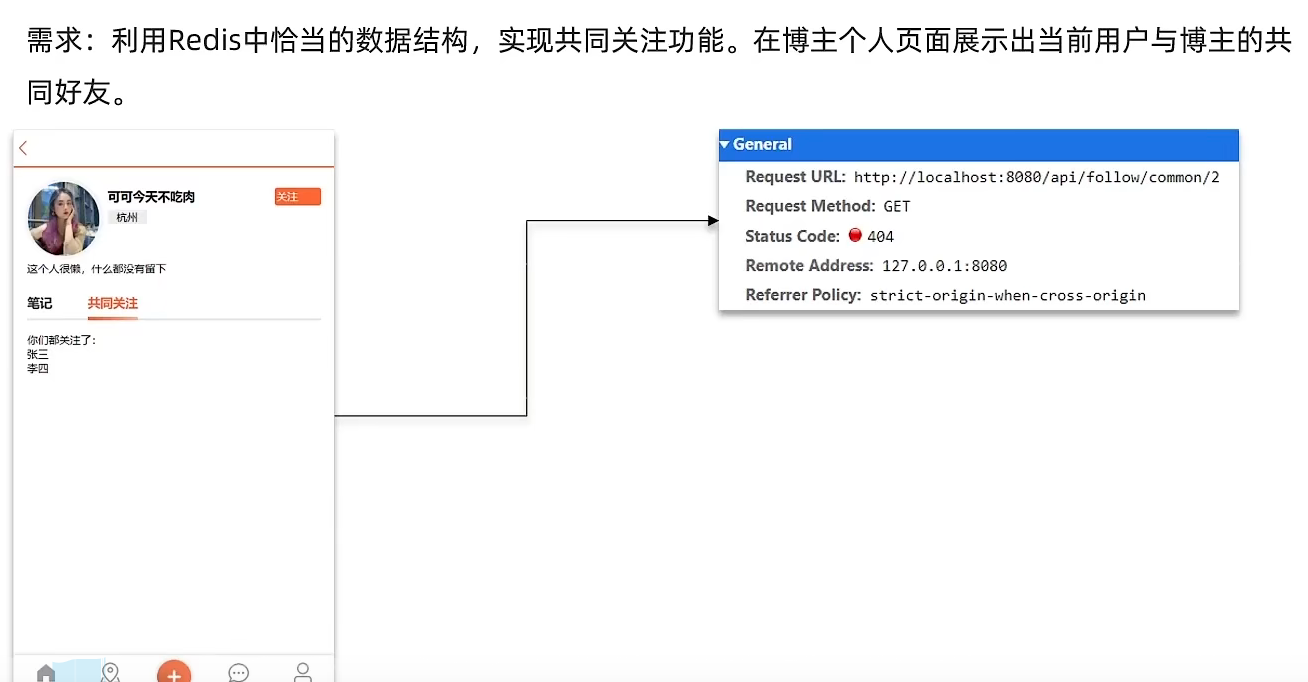 需求：利用Redis中恰当的数据结构，实现共同关注功能。在博主个人页面展示出当前用户与博主的共
同好友。
可可今天不吃肉
关注
杭州
这个人很懒，什么都没有留下
笔记 共同关注
你们都关注了：
张三
李四
General
Request URL: http://localhost:8080/api/follow/common/2
Request Method: GET
Status Code: 404
Remote Address: 127.0.0.1:8080
Referrer Policy: strict-origin-when-cross-origin